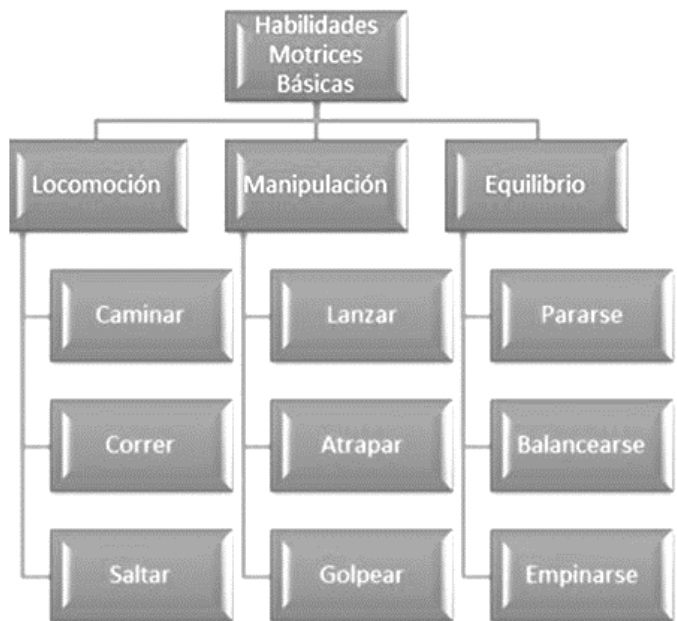 Habilidades
Motrices
Básicas
Locomoción
Manipulación
Equilibrio
Caminar
Lanzar
Pararse
Correr
Atrapar
Balancearse
Saltar
Golpear
Empinarse